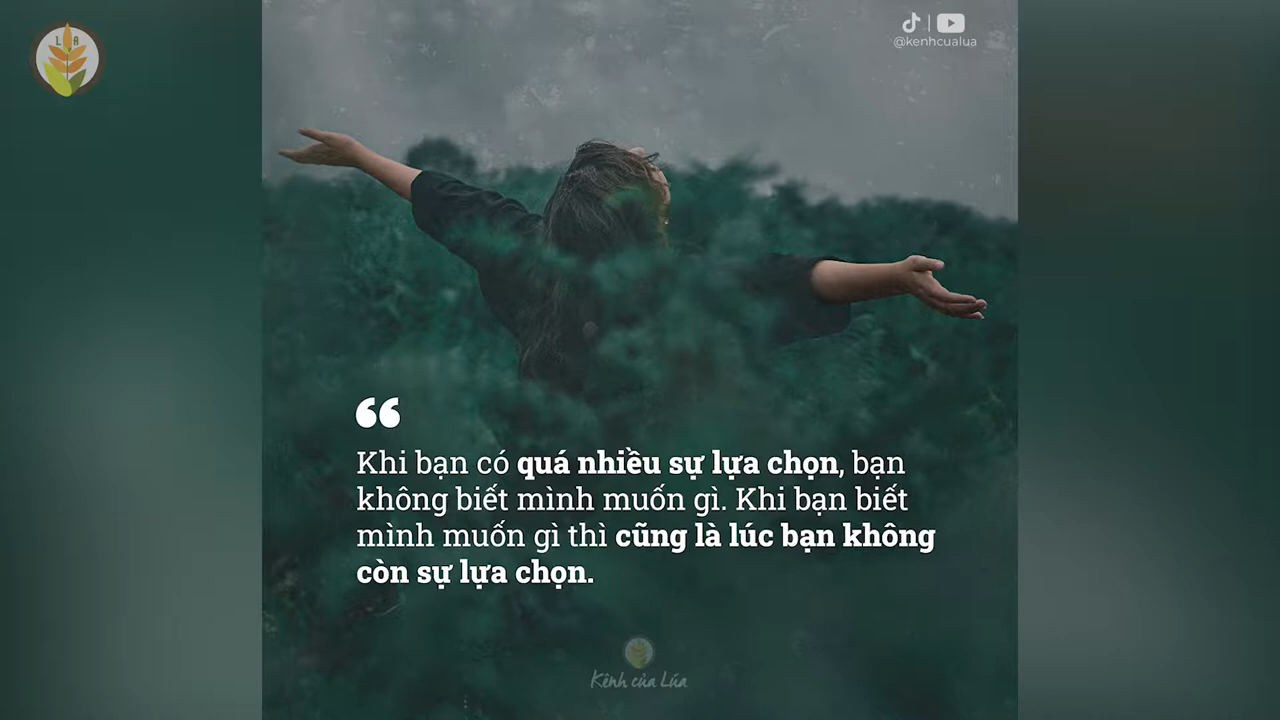 L A
@kenhcualua
Khi bạn có quá nhiều sự lựa chọn, bạn
không biết mình muốn gì. Khi bạn biết
mình muốn gì thì cũng là lúc bạn không
còn sự lựa chọn.
Kênh của Lúa